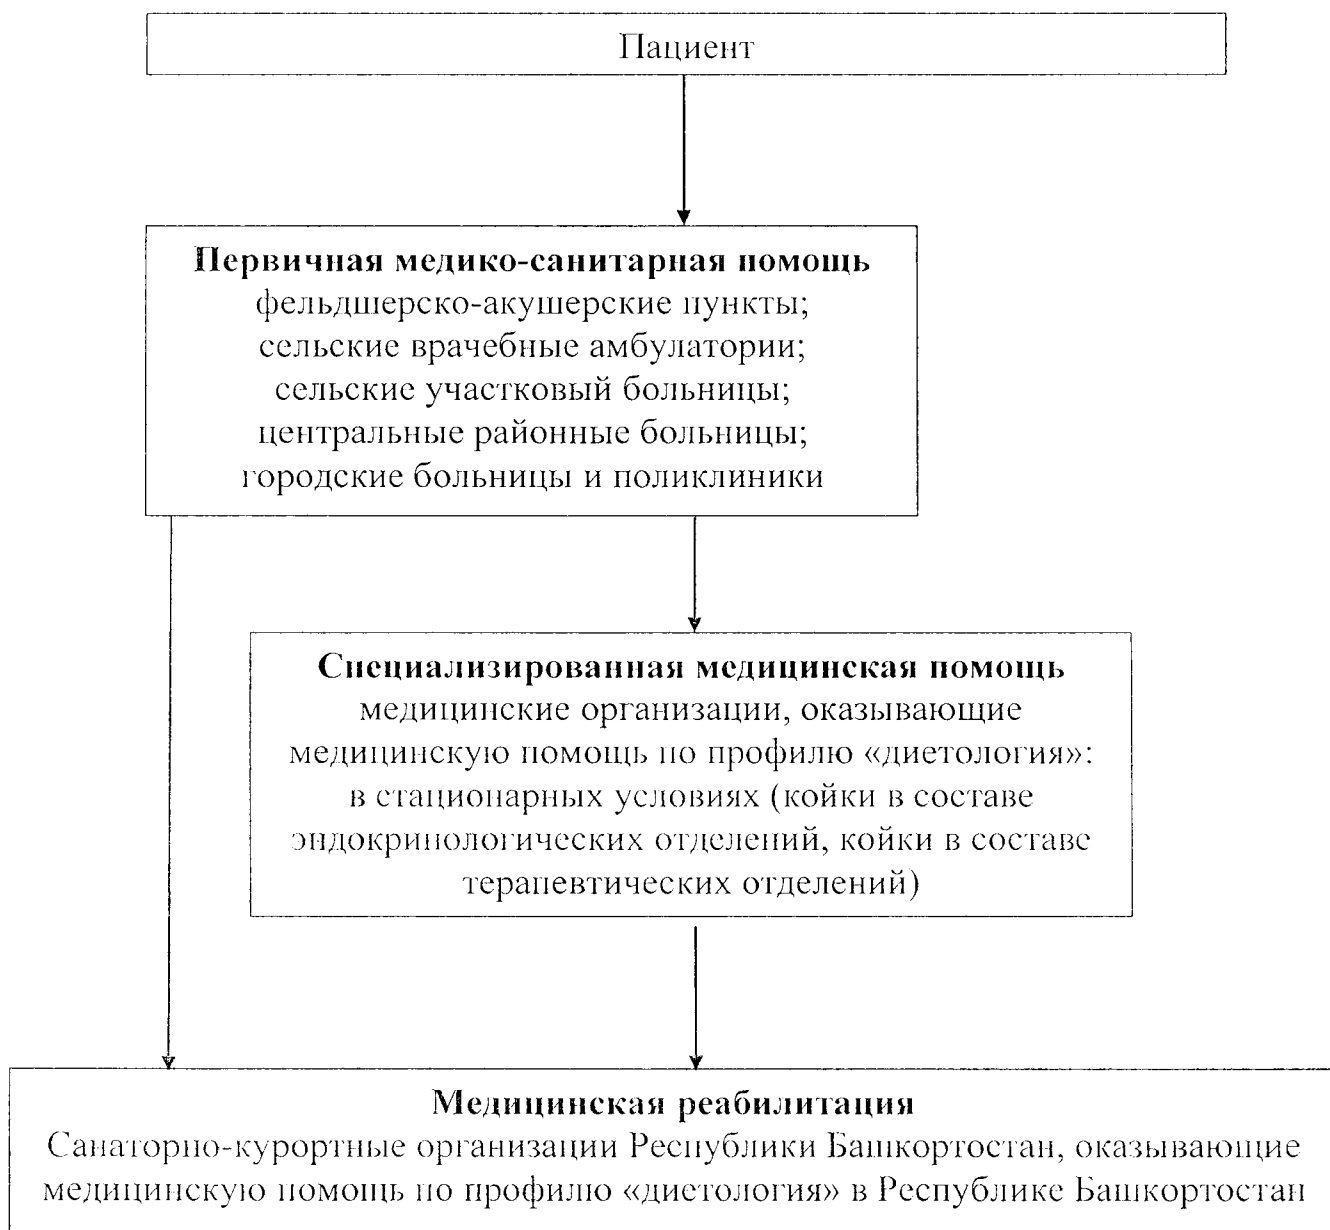 Пациент
Первичная медико-санитарная помощь
фельдшерско-акушерские пункты;
сельские врачебные амбулатории;
сельские участковый больницы;
центральные районные больницы;
городские больницы и поликлиники
Специализированная медицинская помощь
медицинские организации, оказывающие
медицинскую помощь по профилю «диетология»:
в стационарных условиях (койки в составе
эндокринологических отделений, койки в составе
терапевтических отделений)
Медицинская реабилитация
Санаторно-курортные организации Республики Башкортостан, оказывающие
медицинскую помощь по профилю «диетология» в Республике Башкортостан